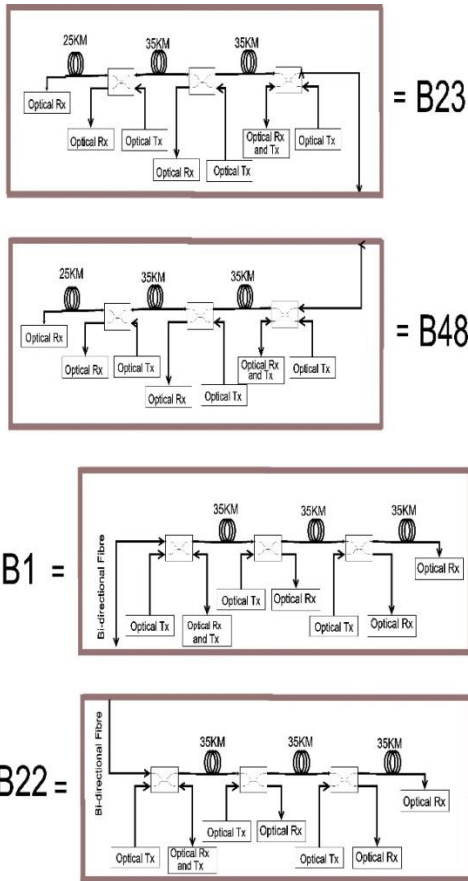 25KM 35KM 35KM
Optical Rx
Optical Rx
Optical Tx
Optical Rx
Optical Tx
Optical Rx
and Tx
Optical Tx
= B23
25KM 35KM 35KM
Optical Rx
Optical Rx
Optical Tx
Optical Rx
Optical Tx
Optical Rx
and Tx
Optical Tx
= B48
B1 =
Bi-directional Fibre
35KM 35KM 35KM
Optical Rx
Optical Tx
Optical Rx
and Tx
Optical Tx
Optical Rx
Optical Tx
Optical Rx
B22 =
Bi-directional Fibre
35KM 35KM 35KM
Optical Rx
Optical Tx
Optical Rx
and Tx
Optical Tx
Optical Rx
Optical Tx
Optical Rx